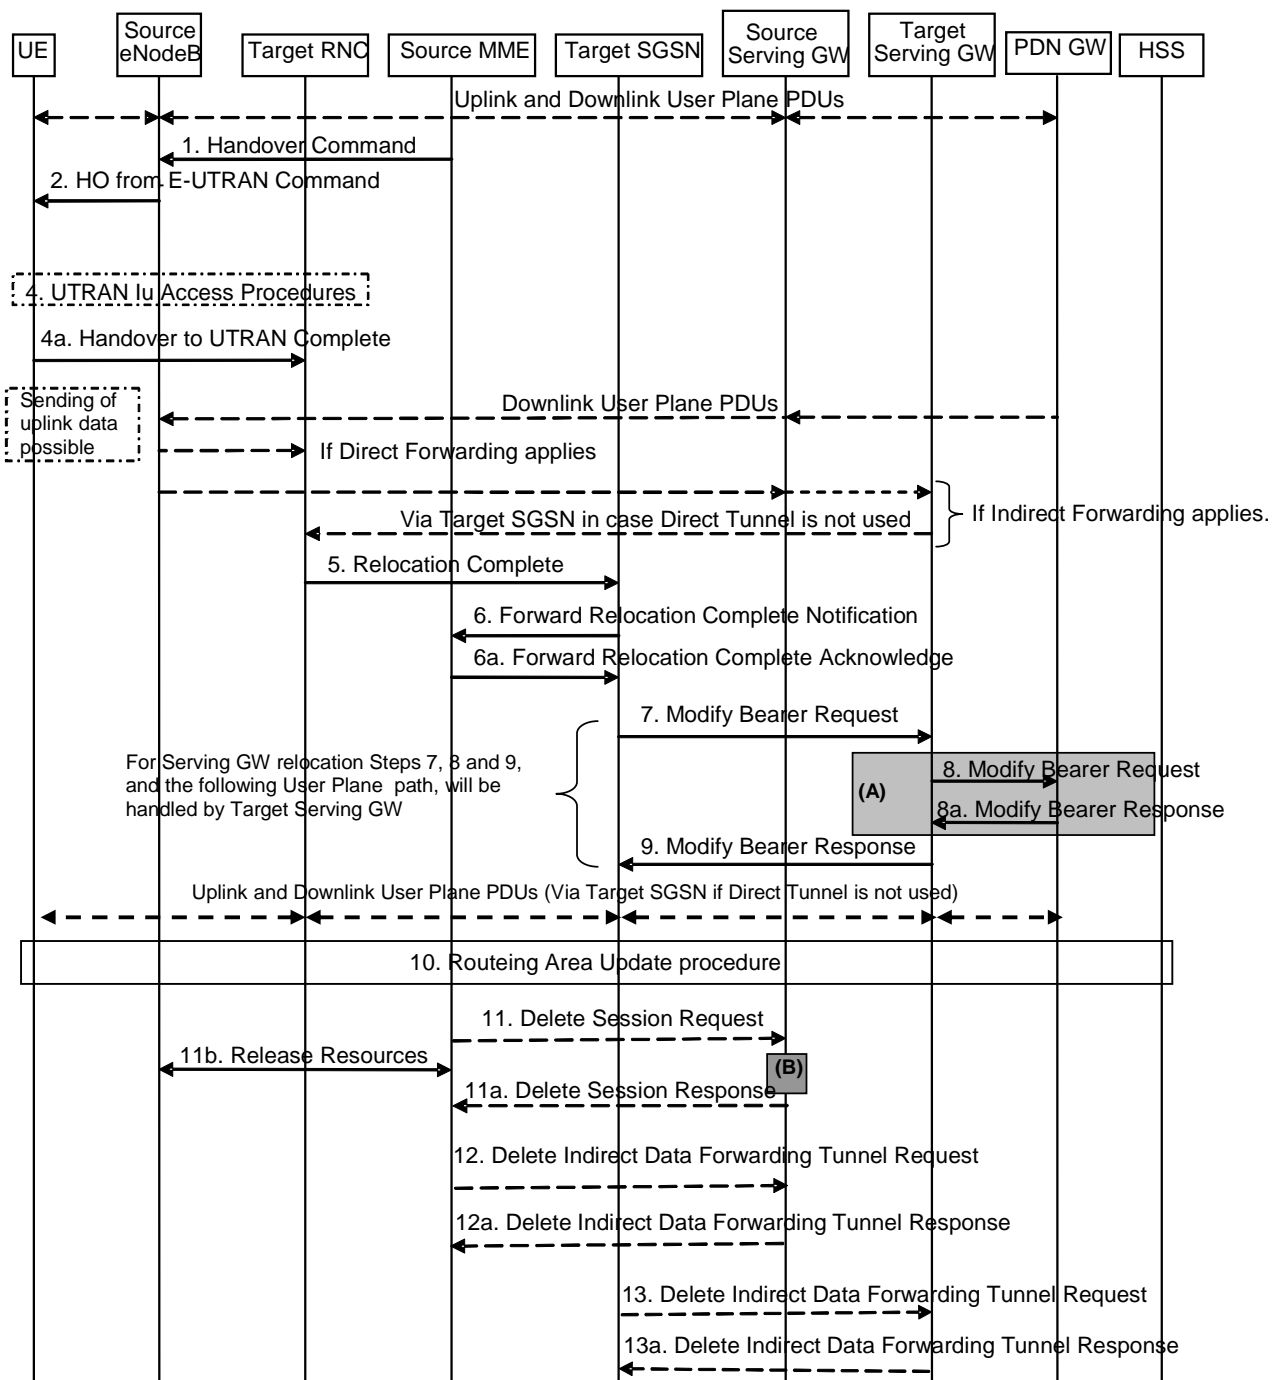 UE
Source
eNodeB
Target RNC
Source MME
Target SGSN
Source
Serving GW
Target
Serving GW
PDN GW
HSS
Uplink and Downlink User Plane PDUs
1. Handover Command
2. HO from E-UTRAN Command
4. UTRAN Iu Access Procedures
4a. Handover to UTRAN Complete
Sending of
uplink data
possible
Downlink User Plane PDUs
If Direct Forwarding applies
Via Target SGSN in case Direct Tunnel is not used
If Indirect Forwarding applies.
5. Relocation Complete
6. Forward Relocation Complete Notification
6a. Forward Relocation Complete Acknowledge
7. Modify Bearer Request
For Serving GW relocation Steps 7, 8 and 9,
and the following User Plane path, will be
handled by Target Serving GW
(A)
8. Modify Bearer Request
8a. Modify Bearer Response
9. Modify Bearer Response
Uplink and Downlink User Plane PDUs (Via Target SGSN if Direct Tunnel is not used)
10. Routeing Area Update procedure
11. Delete Session Request
11b. Release Resources
(B)
11a. Delete Session Response
12. Delete Indirect Data Forwarding Tunnel Request
12a. Delete Indirect Data Forwarding Tunnel Response
13. Delete Indirect Data Forwarding Tunnel Request
13a. Delete Indirect Data Forwarding Tunnel Response